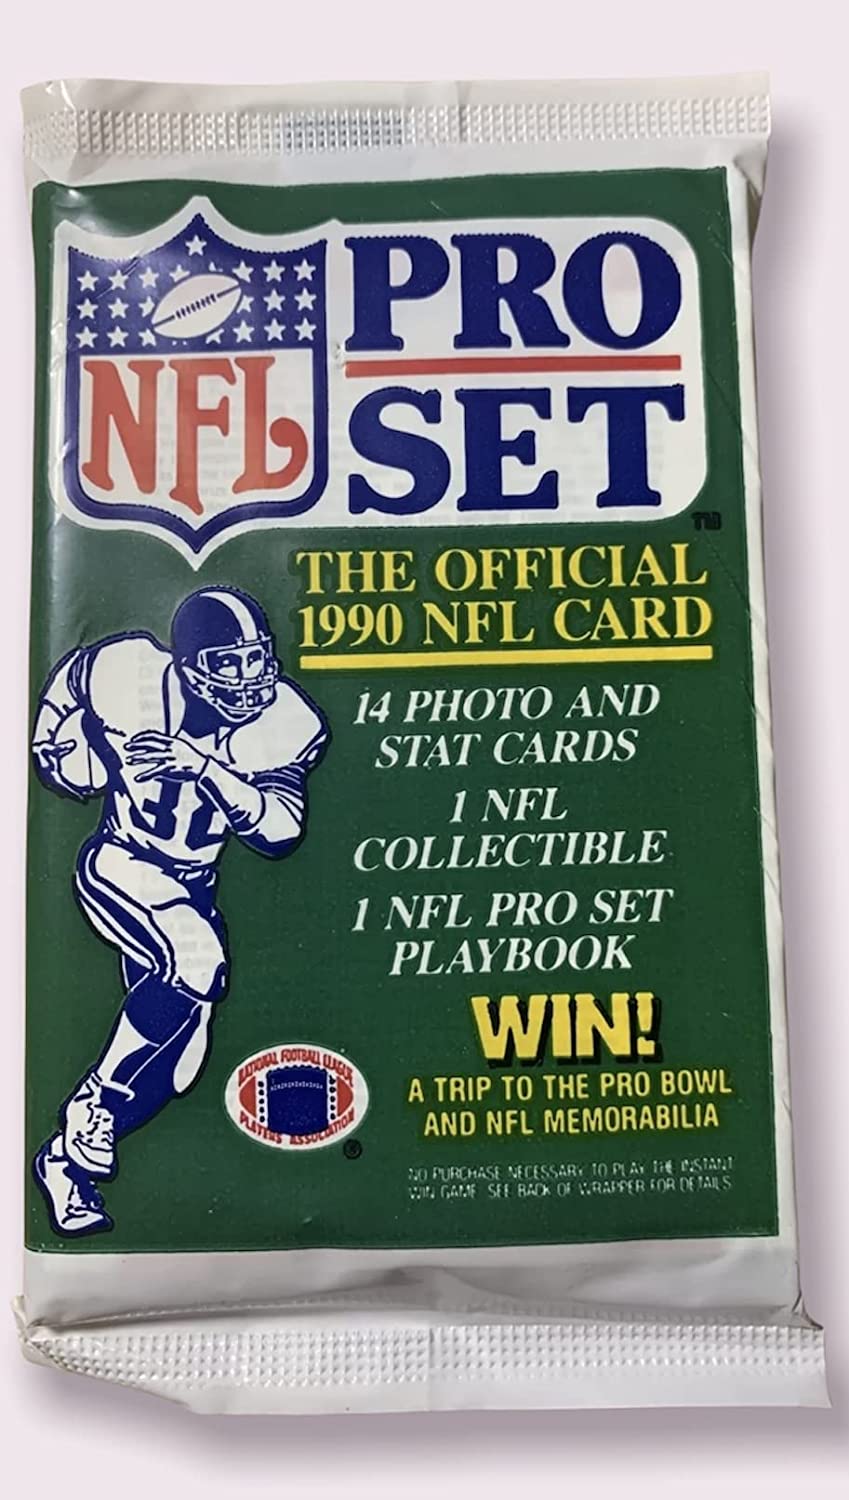 NFL
PRO
SET
TM
THE OFFICIAL
1990 NFL CARD
14 PHOTO AND
STAT CARDS
1 NFL
COLLECTIBLE
1 NFL PRO SET
PLAYBOOK
32
WIN!
A TRIP TO THE PRO BOWL
AND NFL MEMORABILIA
NATIONAL FOOTBALL LEAGUE
PLAYERS ASSOCIATION
®
NO PURCHASE NECESSARY TO PLAY THE INSTANT
WIN GAME. SEE BACK OF WRAPPER FOR DETAILS.